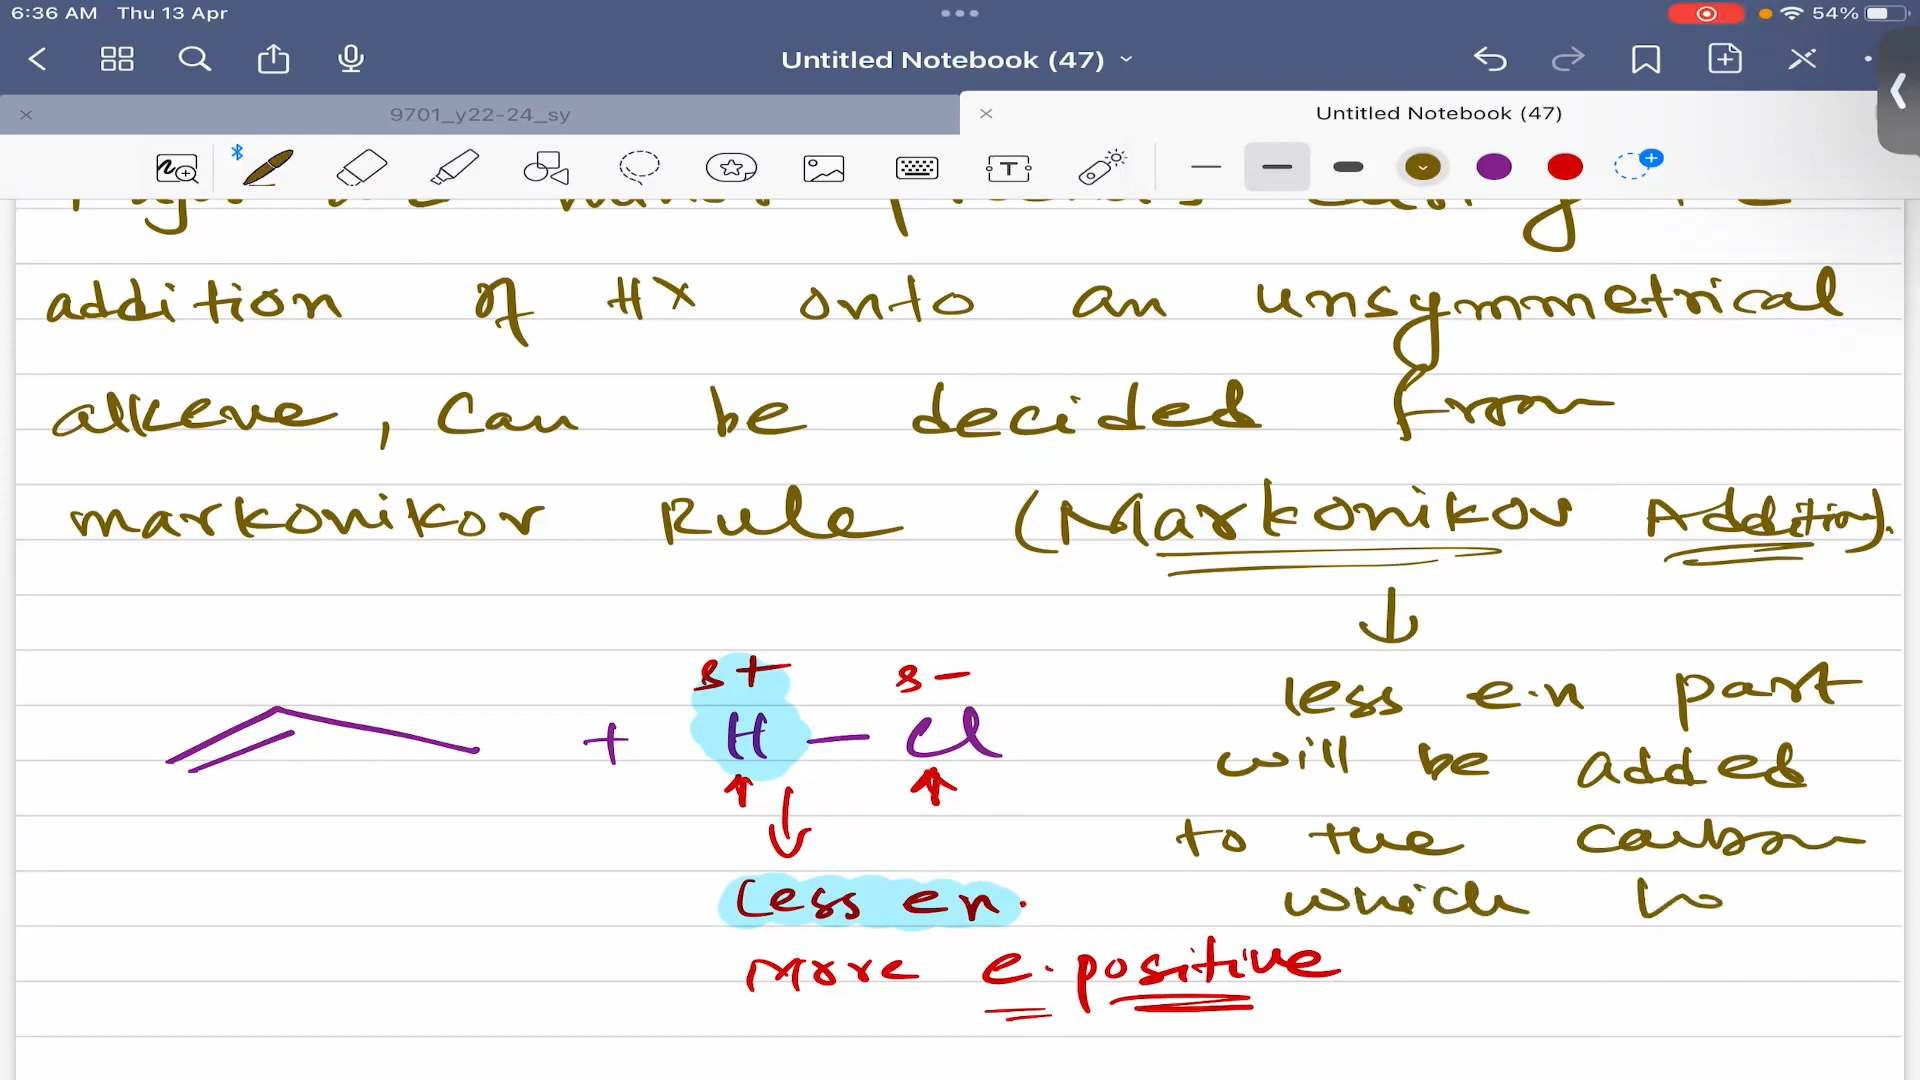 6:36 AM Thu 13 Apr
54%
Untitled Notebook (47)
9701_y22-24_sy
Untitled Notebook (47)
T
addition of HX onto an unsymmetrical
alkene, Can be decided from
markonikov Rule (Markonikov Addition).
less e.n part
will be added
to the carbon
which
δ+ δ-
+ H - Cl
Less en.
more e.positive